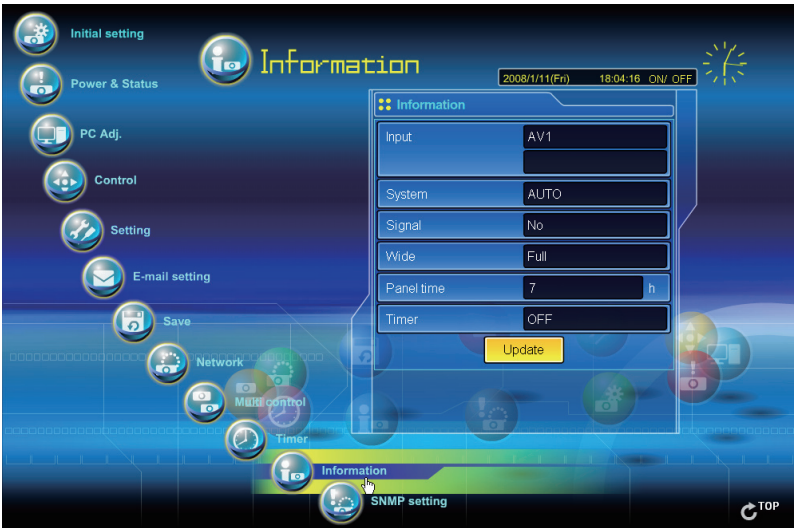 Initial setting
Power & Status
PC Adj.
Control
Setting
E-mail setting
Save
Network
Multi control
Timer
Information
SNMP setting
Information
2008/1/11(Fri) 18:04:16 ON/ OFF
Information
Input AV1
System AUTO
Signal No
Wide Full
Panel time 7 h
Timer OFF
Update
TOP